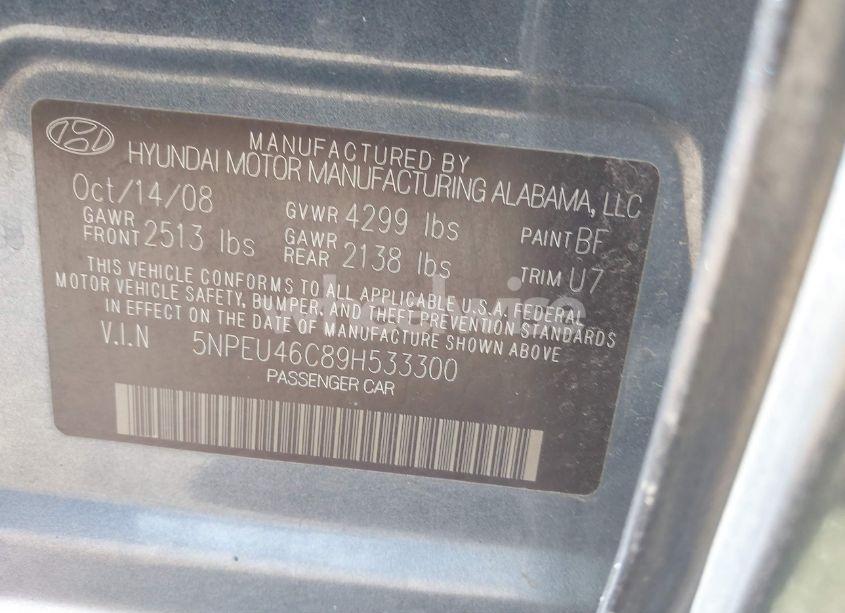 MANUFACTURED BY
HYUNDAI MOTOR MANUFACTURING ALABAMA, LLC
Oct/14/08 GVWR 4299 lbs PAINT BF
GAWR FRONT 2513 lbs GAWR REAR 2138 lbs TRIM U7
THIS VEHICLE CONFORMS TO ALL APPLICABLE U.S.A. FEDERAL
MOTOR VEHICLE SAFETY, BUMPER, AND THEFT PREVENTION STANDARDS
IN EFFECT ON THE DATE OF MANUFACTURE SHOWN ABOVE
V.I.N 5NPEU46C89H533300
PASSENGER CAR